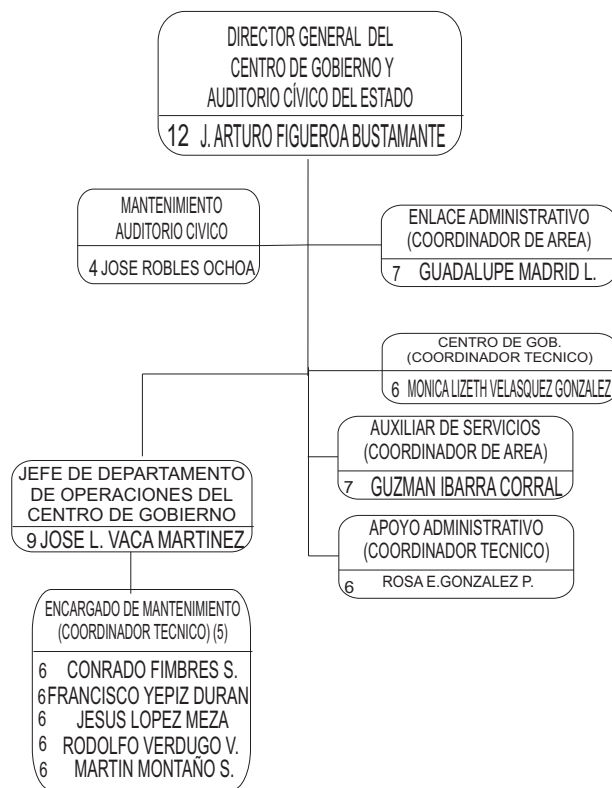 DIRECTOR GENERAL DEL
CENTRO DE GOBIERNO Y
AUDITORIO CÍVICO DEL ESTADO
12 J. ARTURO FIGUEROA BUSTAMANTE
MANTENIMIENTO
AUDITORIO CIVICO
4 JOSE ROBLES OCHOA
ENLACE ADMINISTRATIVO
(COORDINADOR DE AREA)
7 GUADALUPE MADRID L.
CENTRO DE GOB.
(COORDINADOR TECNICO)
6 MONICA LIZETH VELASQUEZ GONZALEZ
AUXILIAR DE SERVICIOS
(COORDINADOR DE AREA)
7 GUZMAN IBARRA CORRAL
JEFE DE DEPARTAMENTO
DE OPERACIONES DEL
CENTRO DE GOBIERNO
9 JOSE L. VACA MARTINEZ
APOYO ADMINISTRATIVO
(COORDINADOR TECNICO)
6 ROSA E.GONZALEZ P.
ENCARGADO DE MANTENIMIENTO
(COORDINADOR TECNICO) (5)
6 CONRADO FIMBRES S.
6 FRANCISCO YEPIZ DURAN
6 JESUS LOPEZ MEZA
6 RODOLFO VERDUGO V.
6 MARTIN MONTAÑO S.